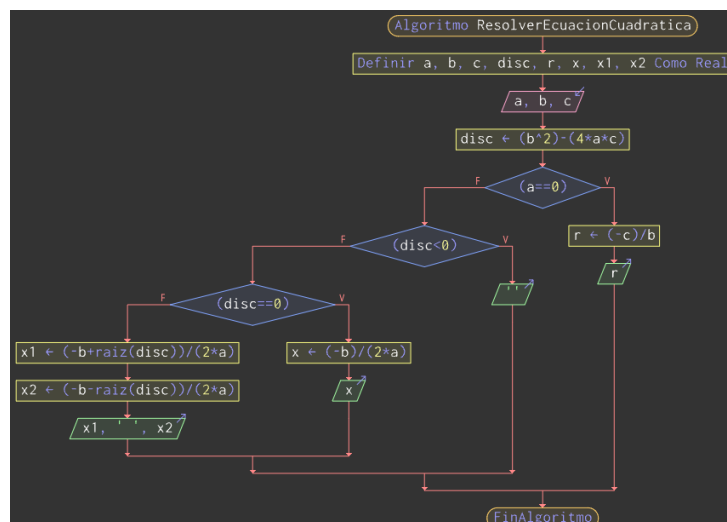 Algoritmo ResolverEcuacionCuadratica
Definir a, b, c, disc, r, x, x1, x2 Como Real
a, b, c
disc ← (b^2)-(4*a*c)
(a==0)
F
V
(disc<0)
r ← (-c)/b
F
V
r
(disc==0)
''
F
V
x1 ← (-b+raiz(disc))/(2*a)
x ← (-b)/(2*a)
x2 ← (-b-raiz(disc))/(2*a)
x
x1, ' ', x2
FinAlgoritmo